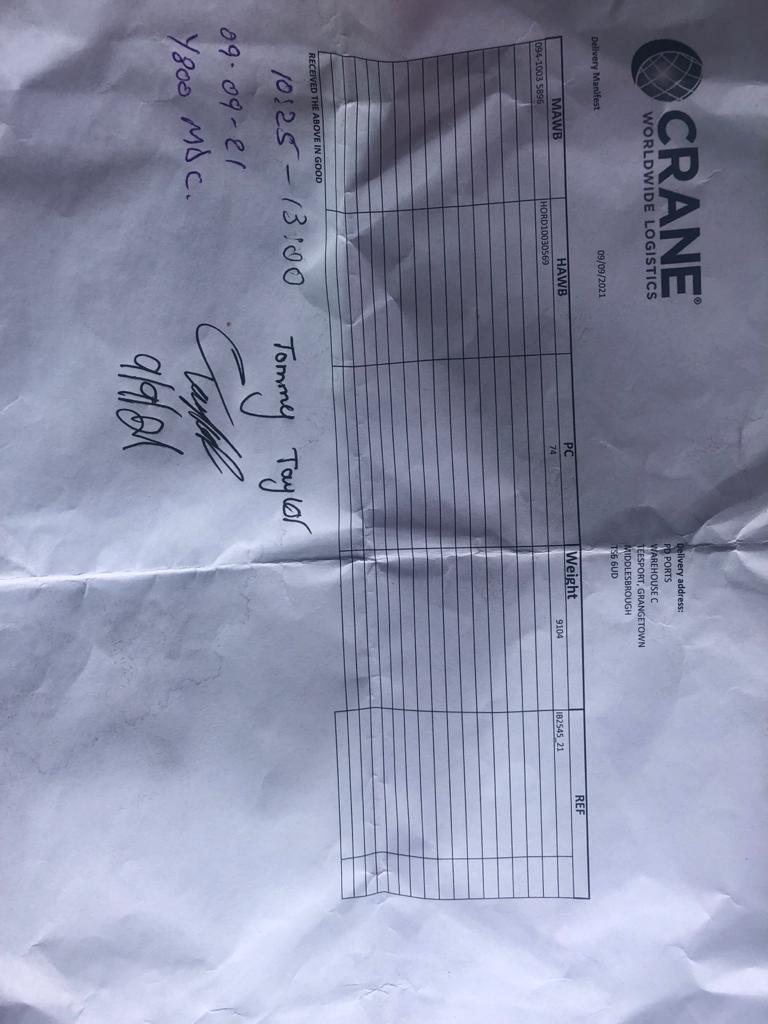 CRANE®
WORLDWIDE LOGISTICS
Delivery address:
PD PORTS
WAREHOUSE C
TEESPORT, GRANGETOWN
MIDDLESBROUGH
TS6 6UD
Delivery Manifest 09/09/2021
MAWB HAWB PC Weight REF
094-1003 5896 HORD10030569 74 9104 IB2545_21
RECEIVED THE ABOVE IN GOOD
10:25 - 13:00 Tommy Taylor
09-09-21
Y800 MDC.
9/9/21